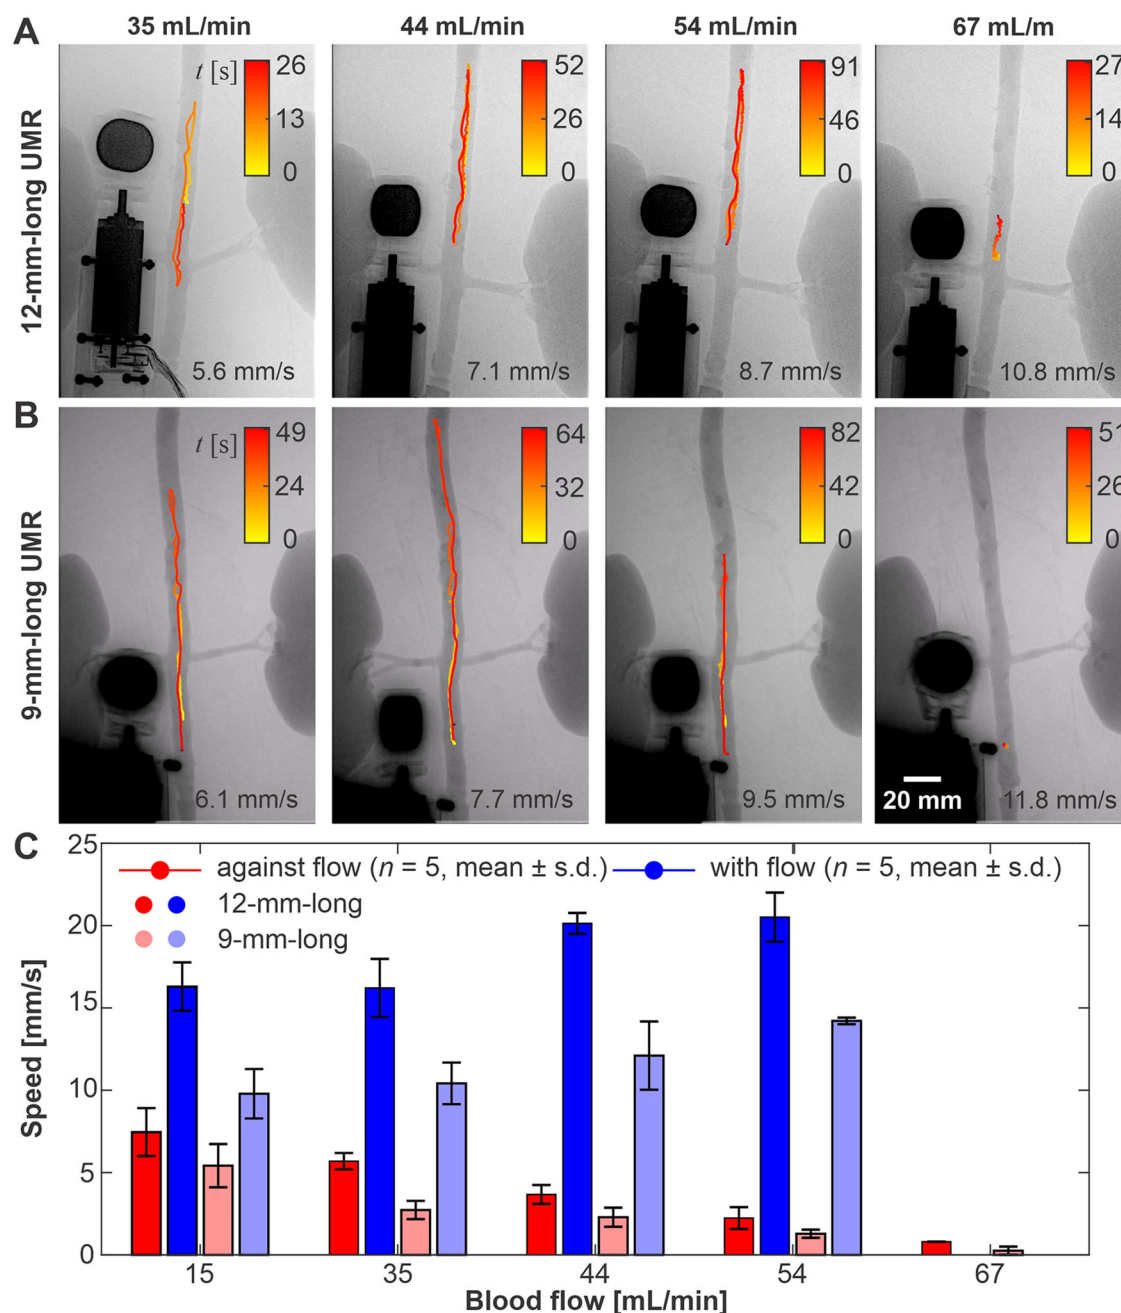 A
35 mL/min 44 mL/min 54 mL/min 67 mL/m
12-mm-long UMR
t [s] 26 13 0
52 26 0
91 46 0
27 14 0
5.6 mm/s 7.1 mm/s 8.7 mm/s 10.8 mm/s
B
9-mm-long UMR
t [s] 49 24 0
64 32 0
82 42 0
51 26 0
20 mm
6.1 mm/s 7.7 mm/s 9.5 mm/s 11.8 mm/s
C
against flow (n = 5, mean ± s.d.) with flow (n = 5, mean ± s.d.)
12-mm-long
9-mm-long
Speed [mm/s]
25
20
15
10
5
0
15 35 44 54 67
Blood flow [mL/min]